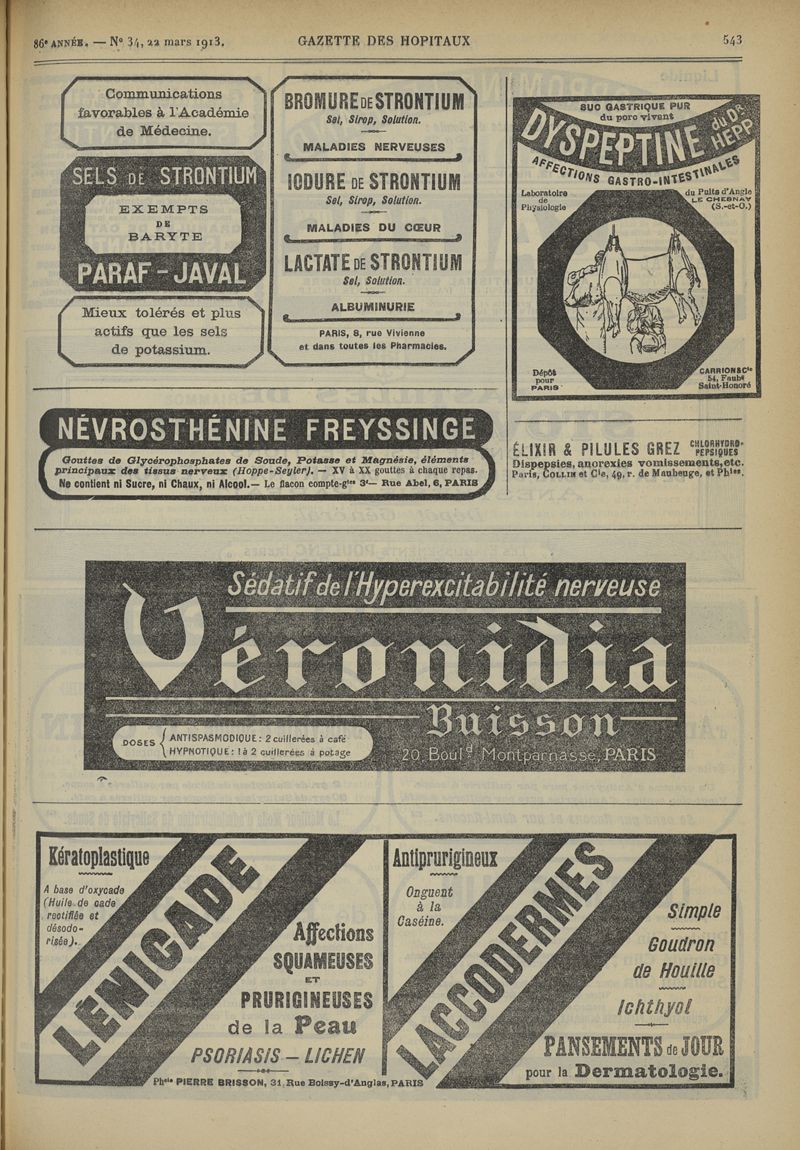 86e ANNÉE. — N° 34, 22 mars 1913.
GAZETTE DES HOPITAUX
543
Communications
favorables à l'Académie
de Médecine.
SELS DE STRONTIUM
EXEMPTS
DE
BARYTE
PARAF-JAVAL
Mieux tolérés et plus
actifs que les sels
de potassium.
BROMURE DE STRONTIUM
Sel, Sirop, Solution.
MALADIES NERVEUSES
IODURE DE STRONTIUM
Sel, Sirop, Solution.
MALADIES DU CŒUR
LACTATE DE STRONTIUM
Sel, Solution.
ALBUMINURIE
PARIS, 8, rue Vivienne
et dans toutes les Pharmacies.
SUC GASTRIQUE PUR
du porc vivant
DYSPEPTINE du DR HEPP
AFFECTIONS GASTRO-INTESTINALES
Laboratoire
de
Physiologie
du Puits d'Angle
LE CHESNAY
(S.-et-O.)
Dépôt
pour
PARIS
CARRION & Cie
54, Faubg
Saint-Honoré
NÉVROSTHÉNINE FREYSSINGE
Gouttes de Glycérophosphates de Soude, Potasse et Magnésie, éléments
principaux des tissus nerveux (Hoppe-Seyler). — XV à XX gouttes à chaque repas.
Ne contient ni Sucre, ni Chaux, ni Alcool. — Le flacon compte-gttes 3f — Rue Abel, 6, PARIS
ÉLIXIR & PILULES GREZ CHLORHYDRO-
PEPSIQUES
Dispepsies, anorexies vomissements, etc.
Paris, COLLIN et Cie, 49, r. de Maubeuge, et Phies.
Sédatif de l'Hyperexcitabilité nerveuse
Véronidia
Buisson
DOSES
ANTISPASMODIQUE: 2 cuillerées à café
HYPNOTIQUE: 1 à 2 cuillerées à potage
20, Bould Montparnasse, PARIS
Kératoplastique
A base d'oxycade
(Huile de cade
rectifiée et
désodo-
risée).
LÉNICADE
Affections
SQUAMEUSES
ET
PRURIGINEUSES
de la Peau
PSORIASIS - LICHEN
Antiprurigineux
Onguent
à la
Caséine.
LACCODERMES
Simple
Goudron
de Houille
Ichthyol
PANSEMENTS de JOUR
pour la Dermatologie.
Phcie PIERRE BRISSON, 31, Rue Boissy-d'Anglas, PARIS